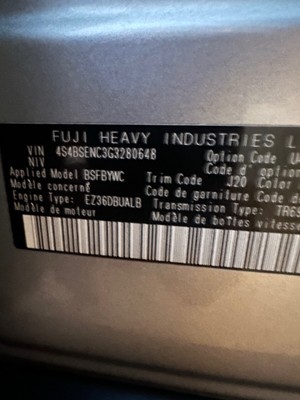 FUJI HEAVY INDUSTRIES L
VIN 4S4BSENC3G3280648 Option Code
NIV Code d' option
Applied Model BSFBYWC Trim Code J20 Color
Modèle concerné Code de garniture Code d
Engine Type: EZ36DBUALB Transmission Type: TR6
Modèle de moteur Modèle de boîtes vitesse